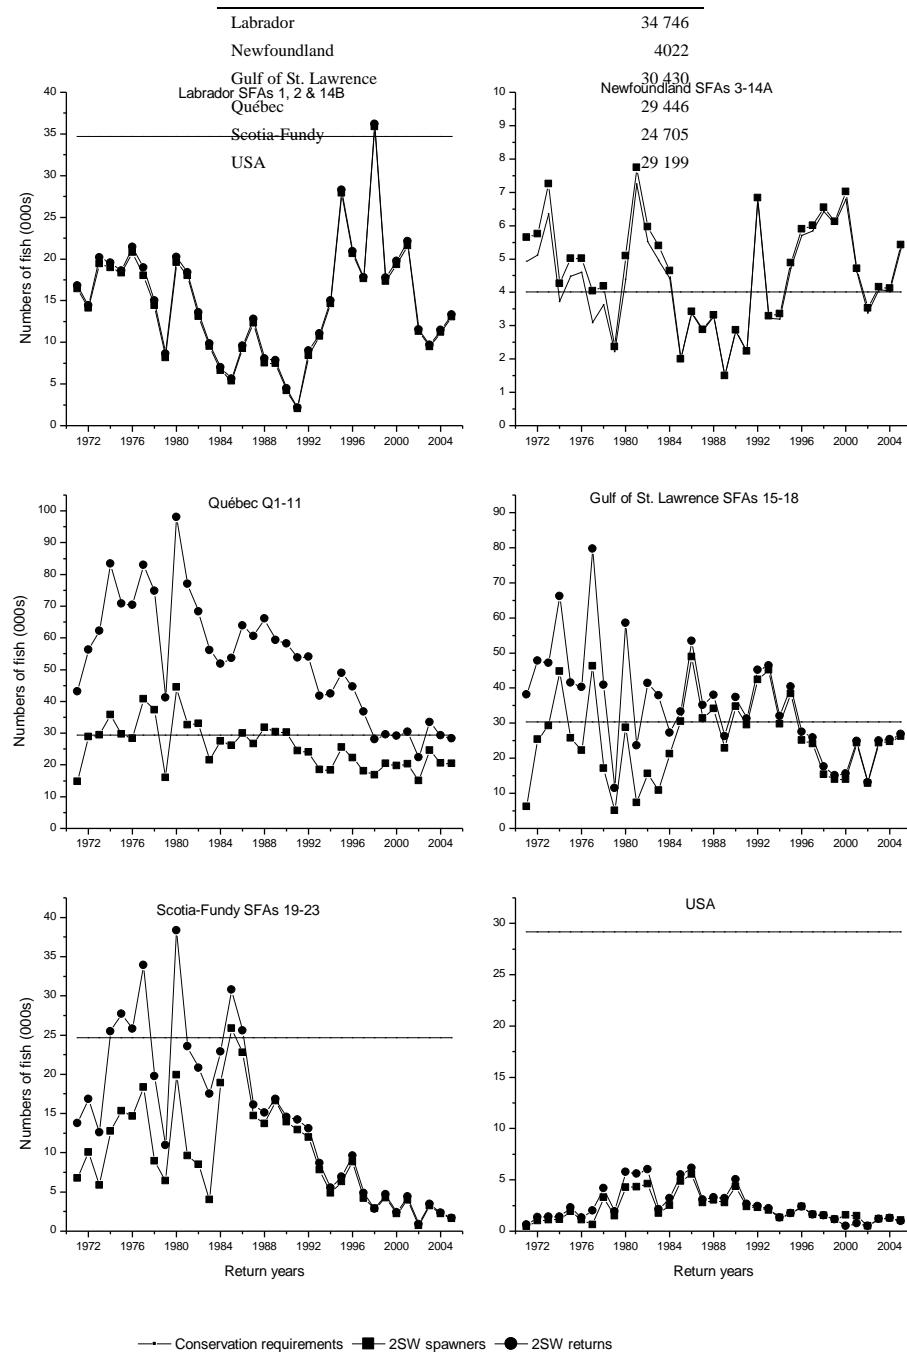 Labrador 34 746
Newfoundland 4022
Gulf of St. Lawrence 30 430
Québec 29 446
Scotia-Fundy 24 705
USA 29 199
Labrador SFAs 1, 2 & 14B
40
35
30
25
20
15
10
5
0
Numbers of fish (000s)
1972 1976 1980 1984 1988 1992 1996 2000 2004
Newfoundland SFAs 3-14A
10
9
8
7
6
5
4
3
2
1
0
1972 1976 1980 1984 1988 1992 1996 2000 2004
Québec Q1-11
100
90
80
70
60
50
40
30
20
10
0
Numbers of fish (000s)
1972 1976 1980 1984 1988 1992 1996 2000 2004
Gulf of St. Lawrence SFAs 15-18
90
80
70
60
50
40
30
20
10
0
1972 1976 1980 1984 1988 1992 1996 2000 2004
Scotia-Fundy SFAs 19-23
40
35
30
25
20
15
10
5
0
Numbers of fish (000s)
1972 1976 1980 1984 1988 1992 1996 2000 2004
Return years
USA
30
25
20
15
10
5
0
1972 1976 1980 1984 1988 1992 1996 2000 2004
Return years
Conservation requirements 2SW spawners 2SW returns